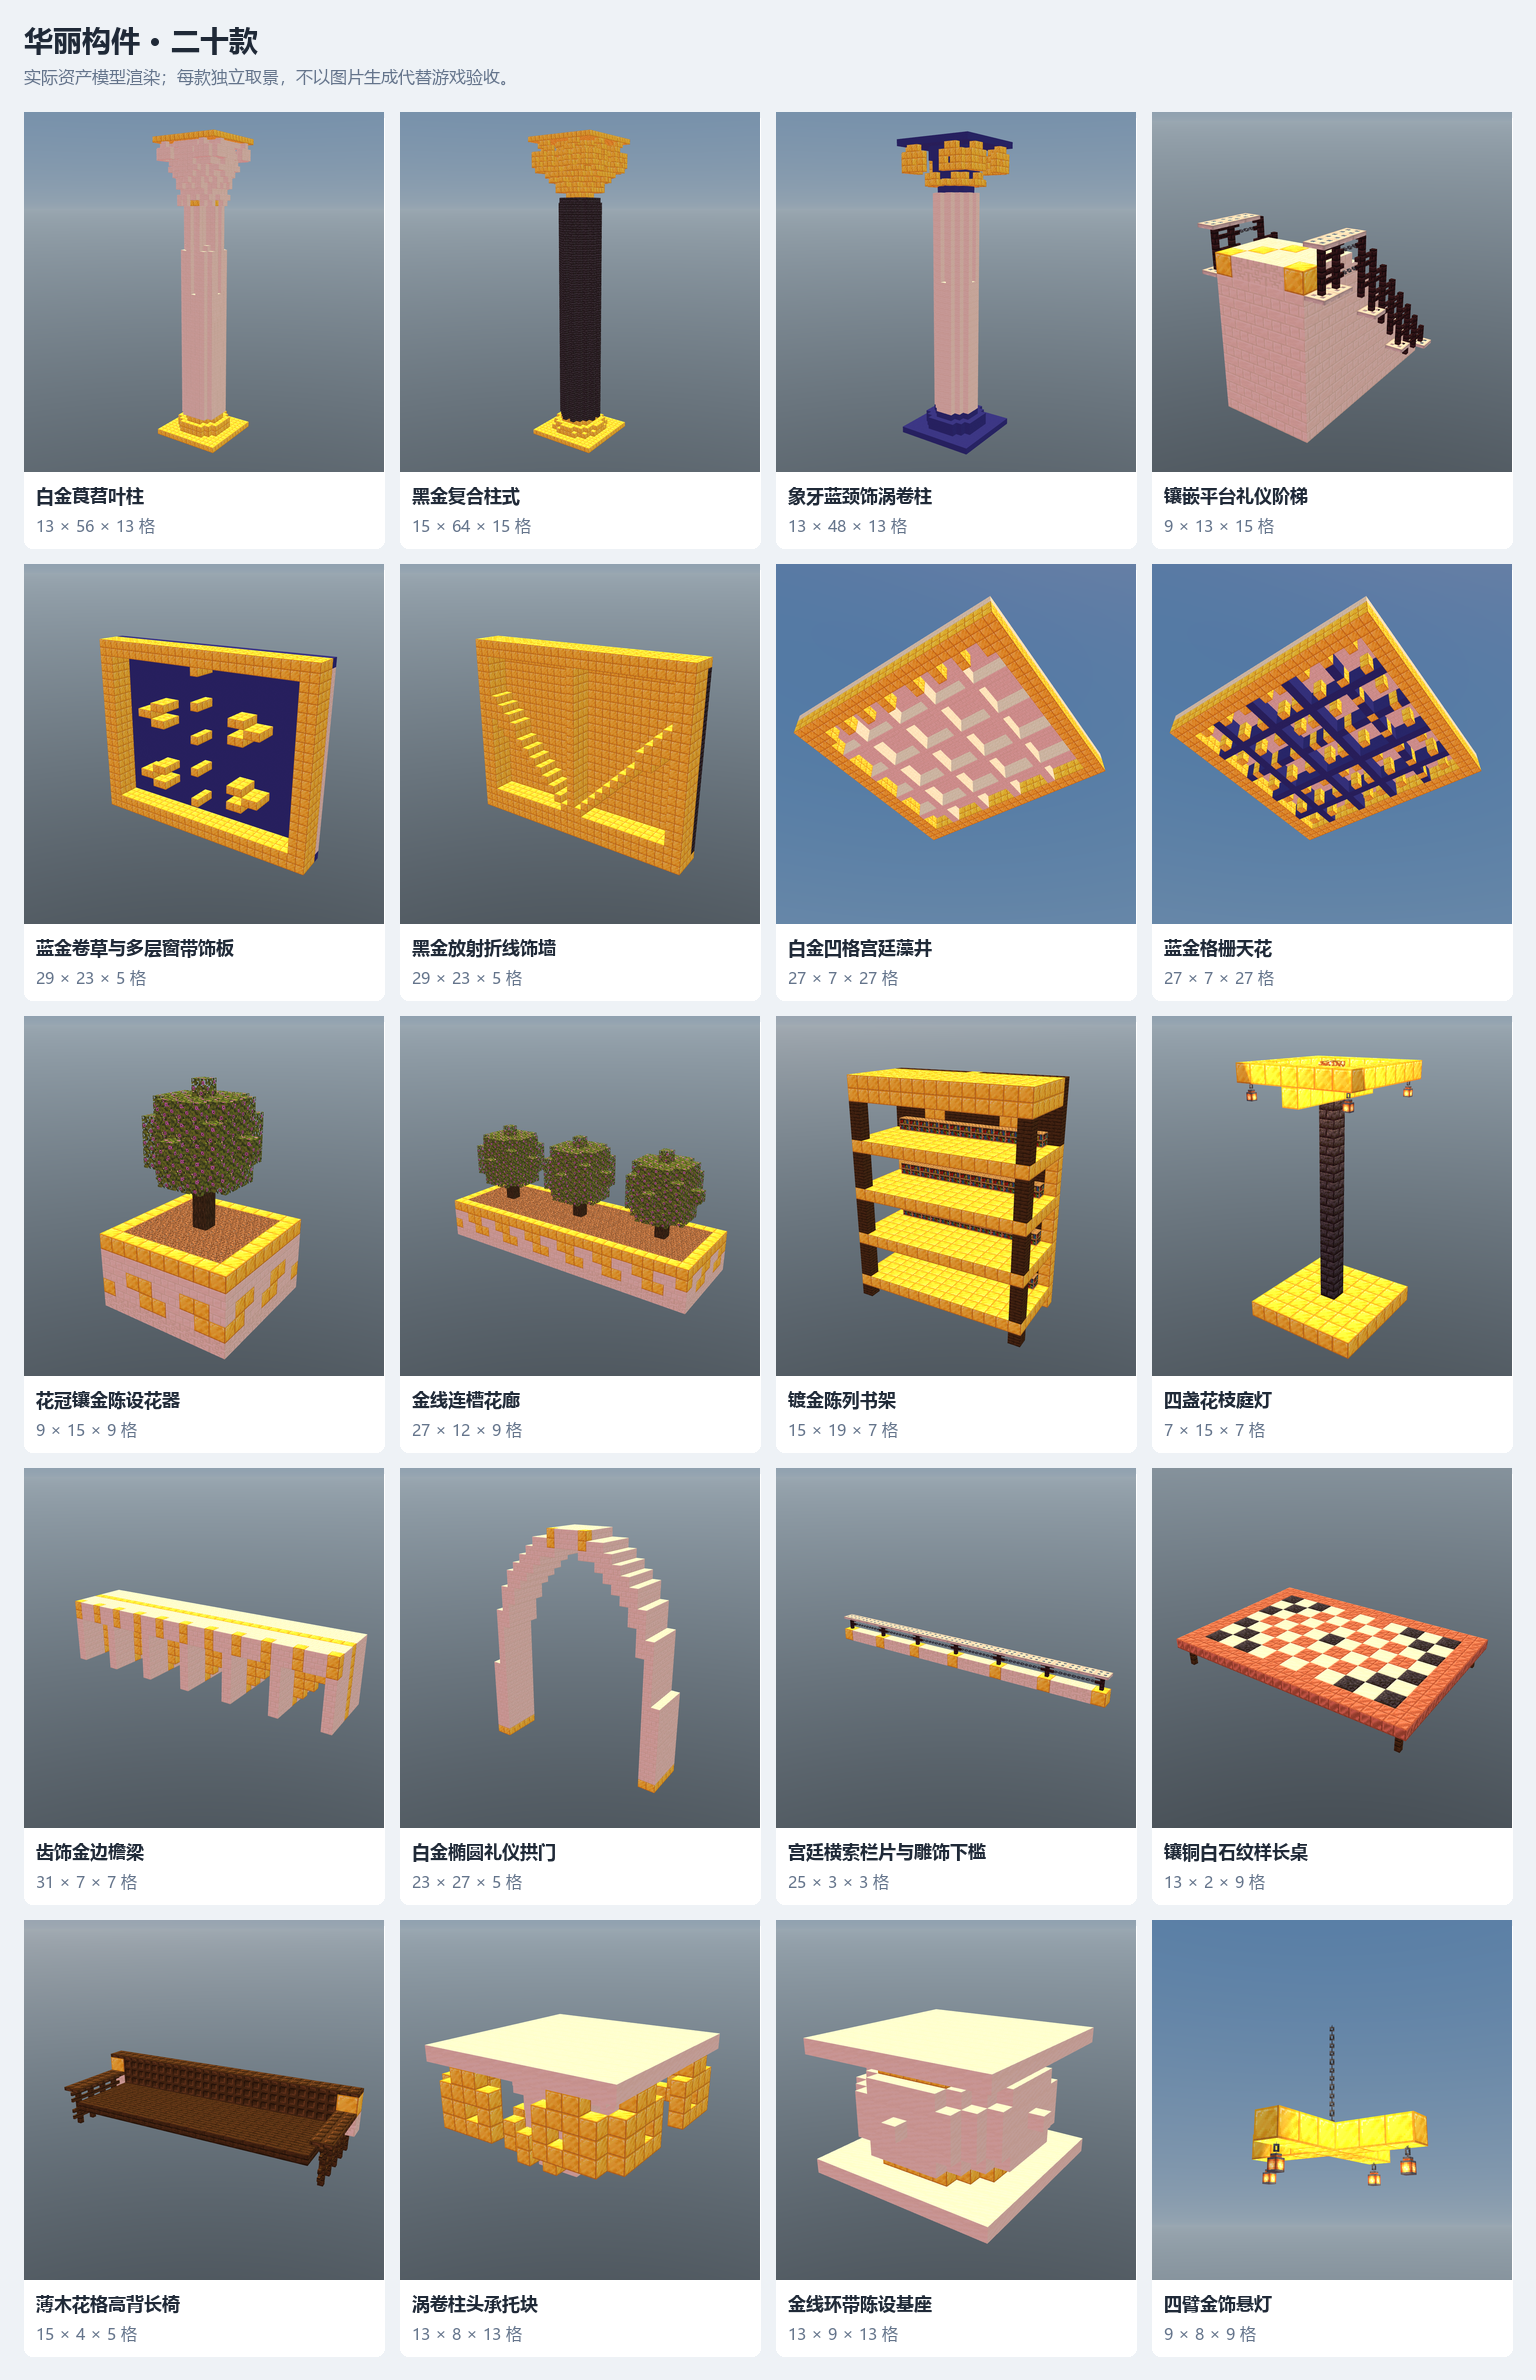 华丽构件 • 二十款
实际资产模型渲染；每款独立取景，不以图片生成代替游戏验收。
白金莨苕叶柱
13 × 56 × 13 格
黑金复合柱式
15 × 64 × 15 格
象牙蓝颈饰涡卷柱
13 × 48 × 13 格
镶嵌平台礼仪阶梯
9 × 13 × 15 格
蓝金卷草与多层窗带饰板
29 × 23 × 5 格
黑金放射折线饰墙
29 × 23 × 5 格
白金凹格宫廷藻井
27 × 7 × 27 格
蓝金格栅天花
27 × 7 × 27 格
花冠镶金陈设花器
9 × 15 × 9 格
金线连槽花廊
27 × 12 × 9 格
镀金陈列书架
15 × 19 × 7 格
四盏花枝庭灯
7 × 15 × 7 格
齿饰金边檐梁
31 × 7 × 7 格
白金椭圆礼仪拱门
23 × 27 × 5 格
宫廷横索栏片与雕饰下槛
25 × 3 × 3 格
镶铜白石纹样长桌
13 × 2 × 9 格
薄木花格高背长椅
15 × 4 × 5 格
涡卷柱头承托块
13 × 8 × 13 格
金线环带陈设基座
13 × 9 × 13 格
四臂金饰悬灯
9 × 8 × 9 格